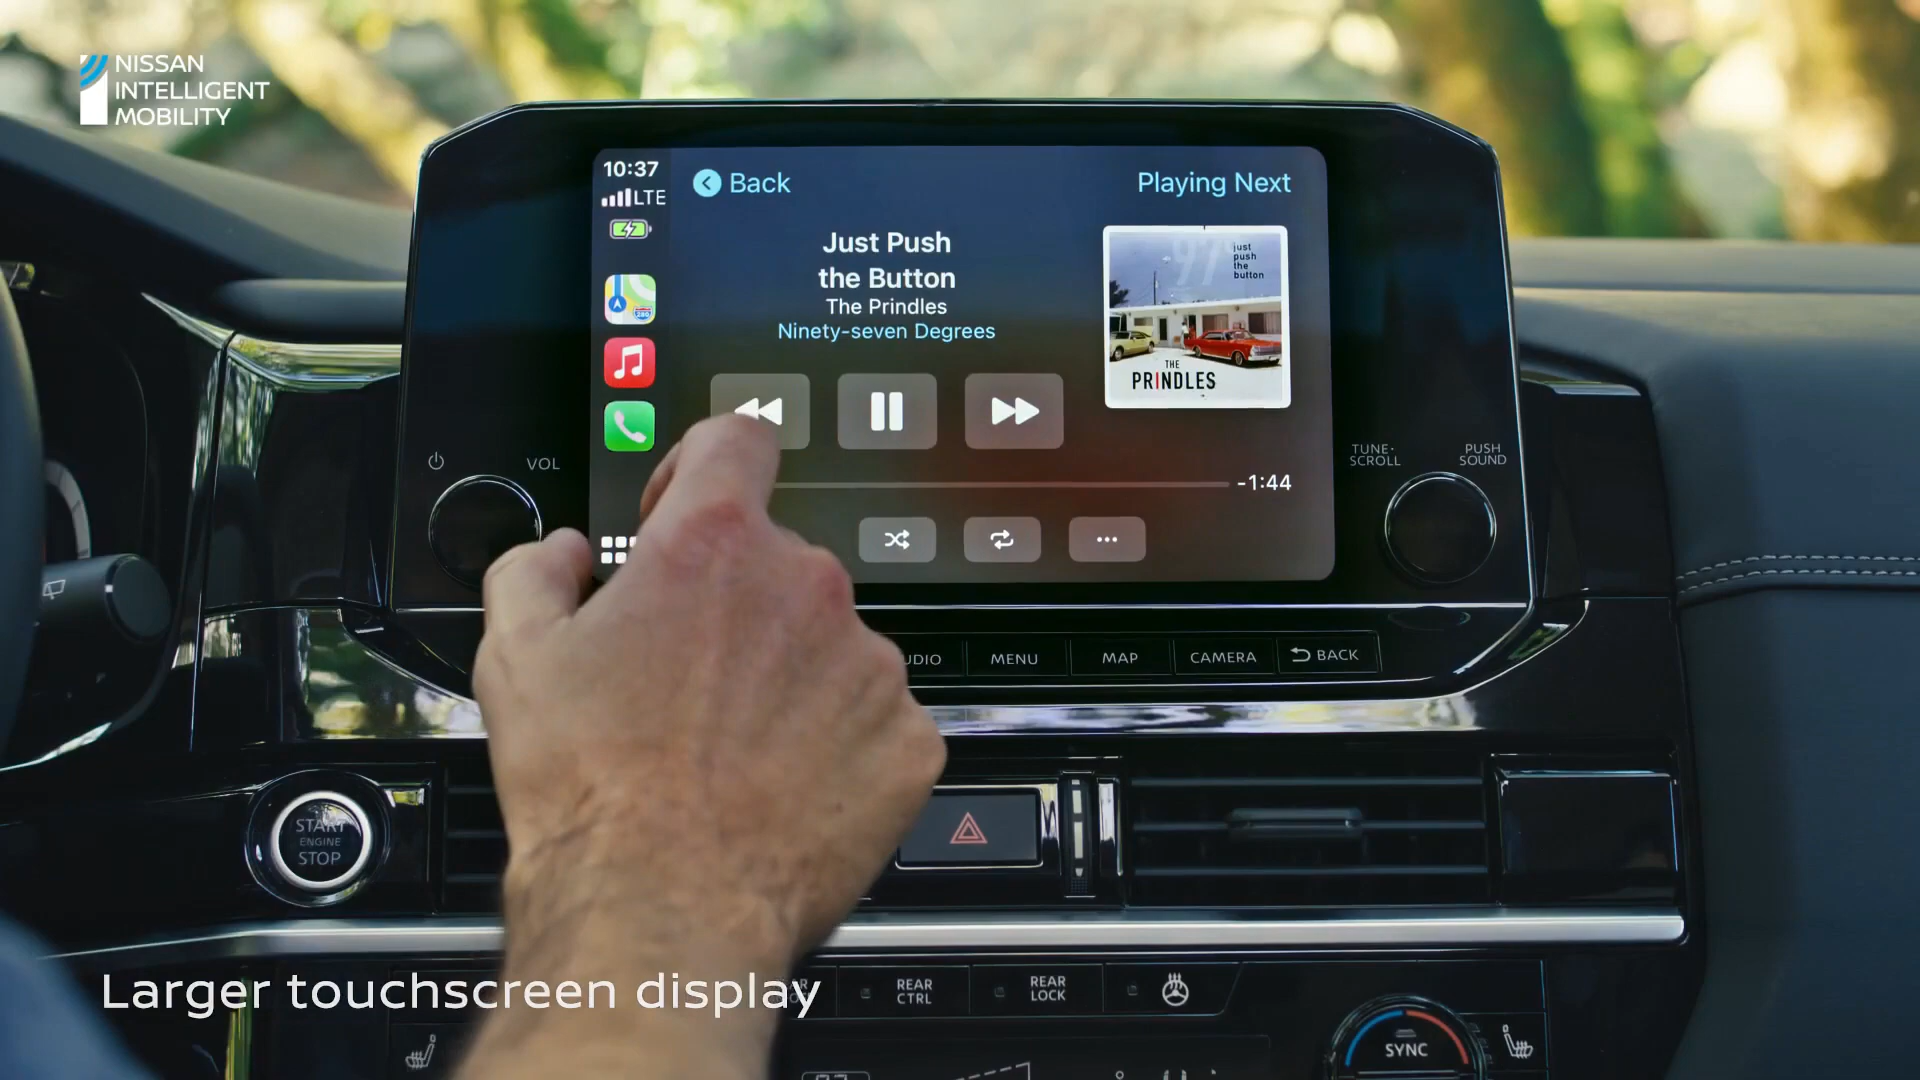 NISSAN
INTELLIGENT
MOBILITY
10:37
LTE
Back
Playing Next
Just Push
the Button
The Prindles
Ninety-seven Degrees
97°
just
push
the
button
THE
PRINDLES
-1:44
VOL
TUNE·
SCROLL
PUSH
SOUND
MENU
MAP
CAMERA
BACK
START
ENGINE
STOP
Larger touchscreen display
REAR
CTRL
REAR
LOCK
SYNC